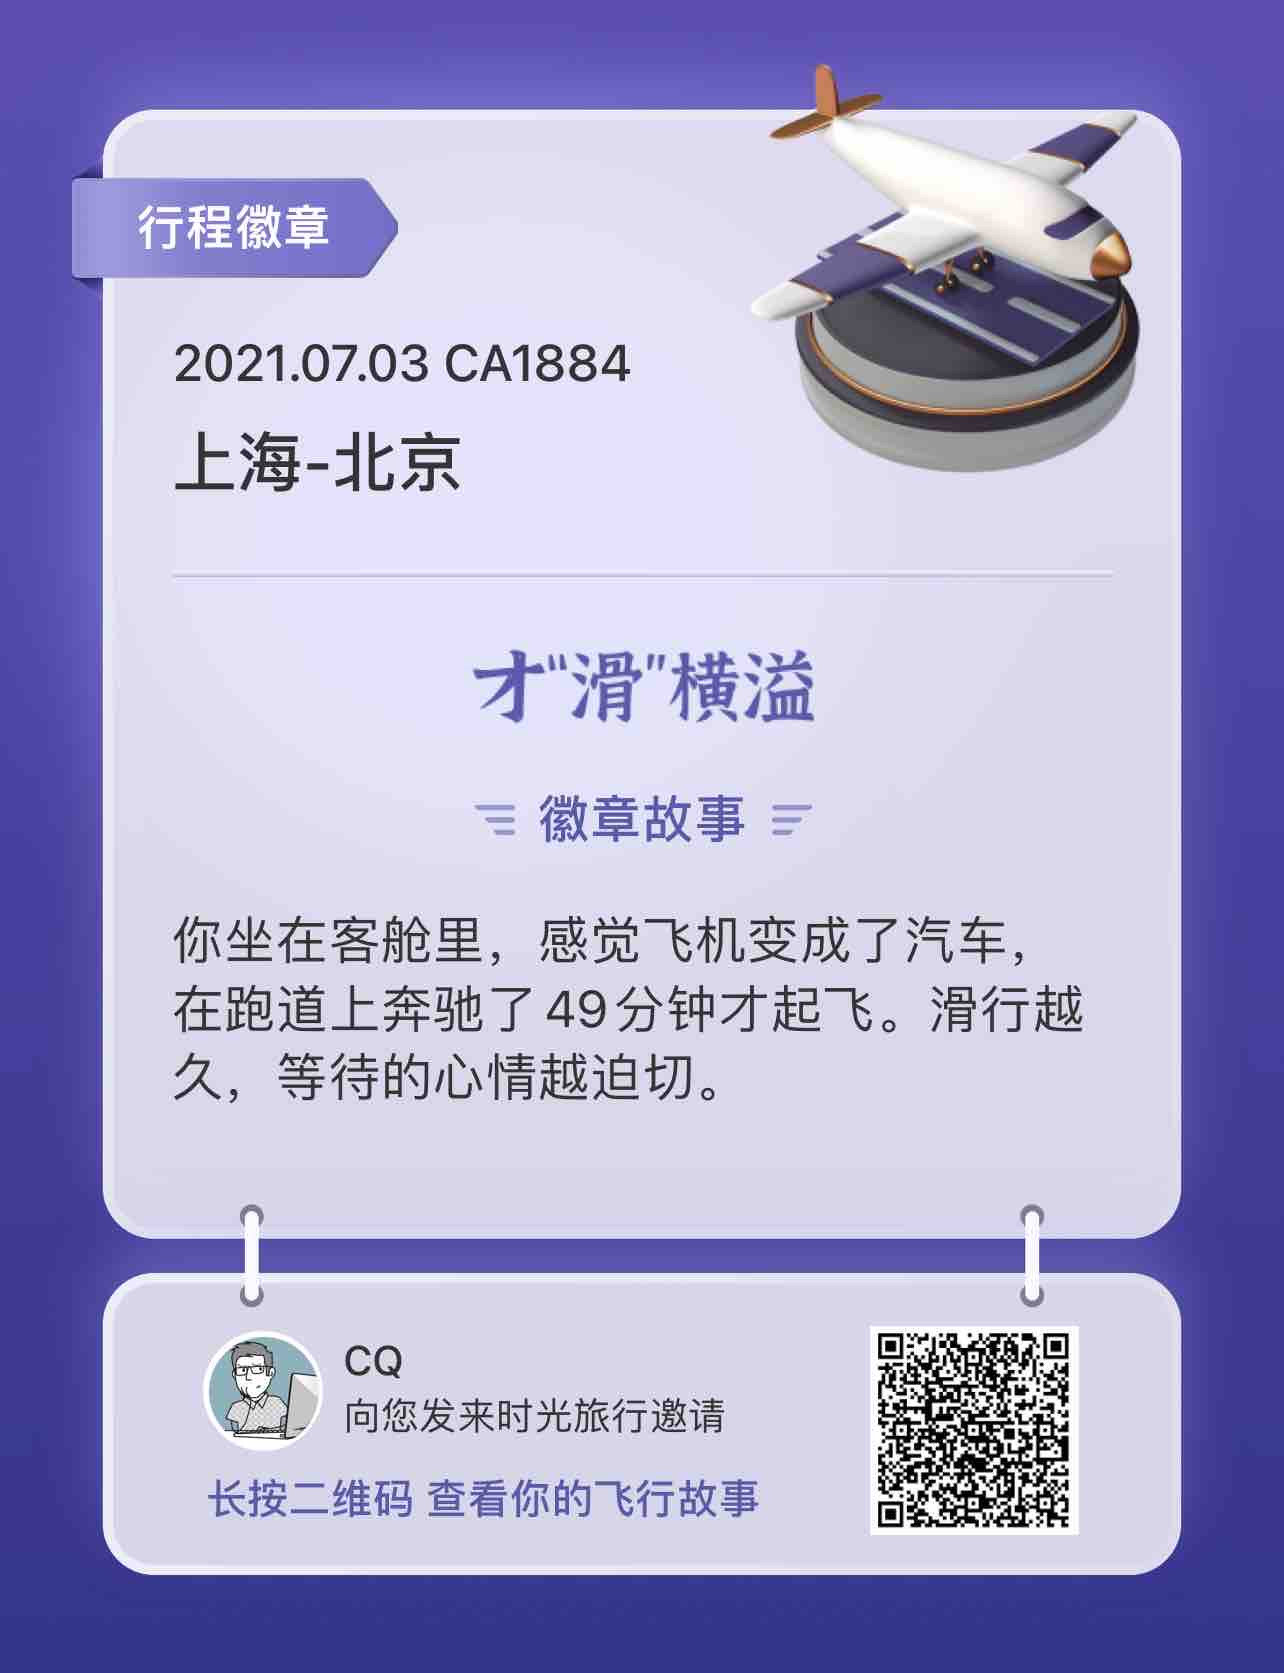 行程徽章
2021.07.03 CA1884
上海-北京
才“滑”横溢
徽章故事
你坐在客舱里，感觉飞机变成了汽车，
在跑道上奔驰了49分钟才起飞。滑行越
久，等待的心情越迫切。
CQ
向您发来时光旅行邀请
长按二维码 查看你的飞行故事